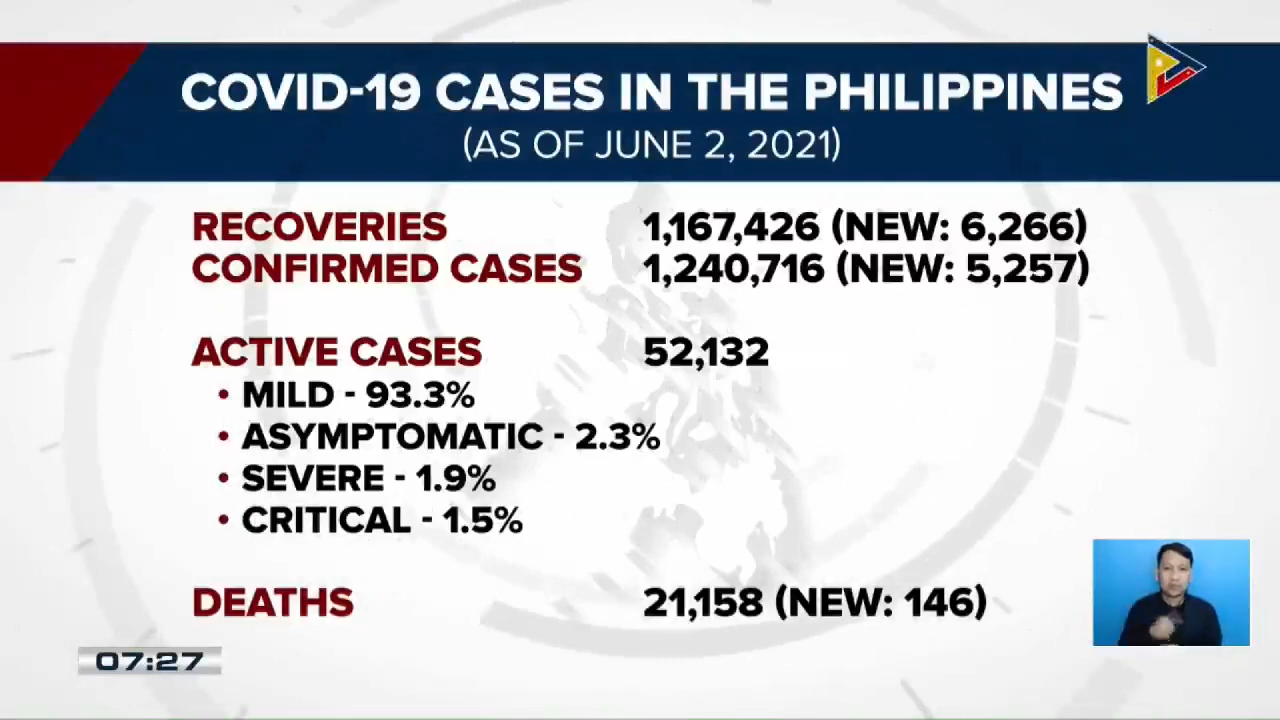 COVID-19 CASES IN THE PHILIPPINES
(AS OF JUNE 2, 2021)
RECOVERIES 1,167,426 (NEW: 6,266)
CONFIRMED CASES 1,240,716 (NEW: 5,257)
ACTIVE CASES 52,132
• MILD - 93.3%
• ASYMPTOMATIC - 2.3%
• SEVERE - 1.9%
• CRITICAL - 1.5%
DEATHS 21,158 (NEW: 146)
07:27